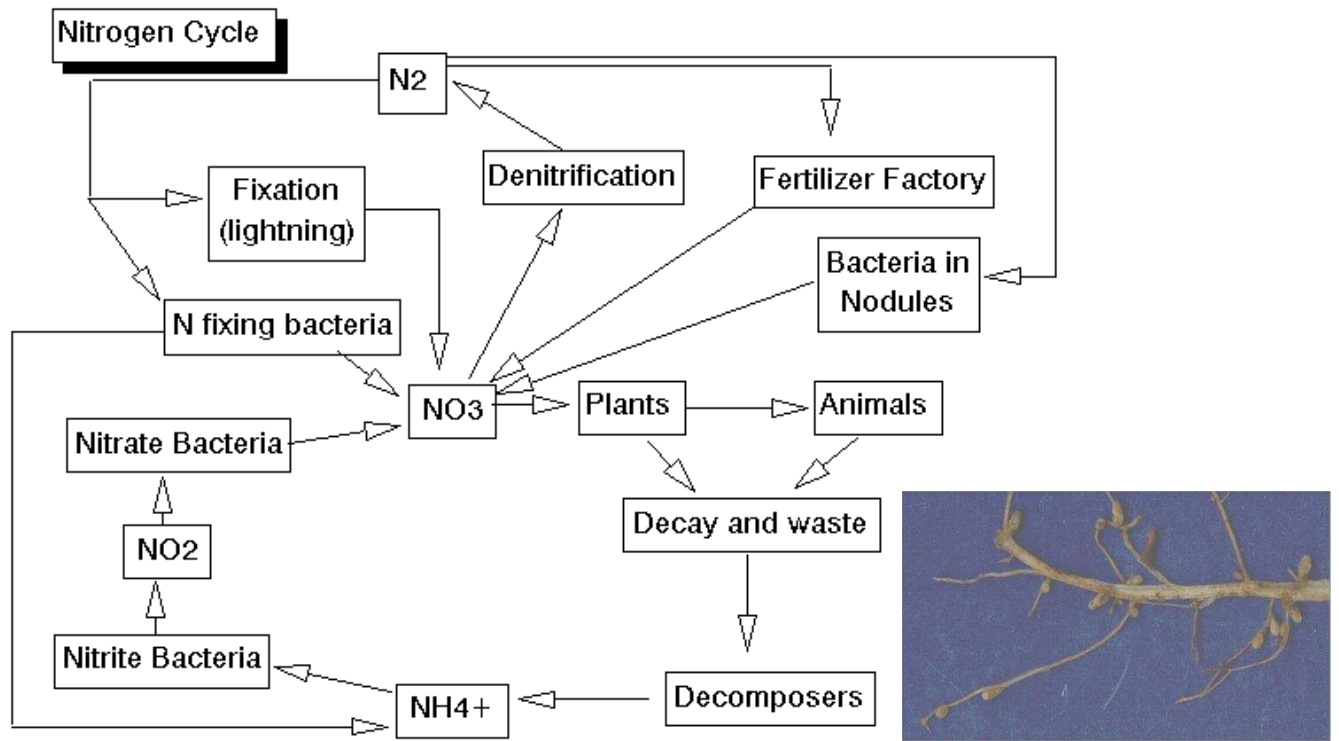 Nitrogen Cycle
N2
Denitrification
Fertilizer Factory
Fixation
(lightning)
Bacteria in
Nodules
N fixing bacteria
NO3
Plants
Animals
Nitrate Bacteria
Decay and waste
NO2
Nitrite Bacteria
Decomposers
NH4+